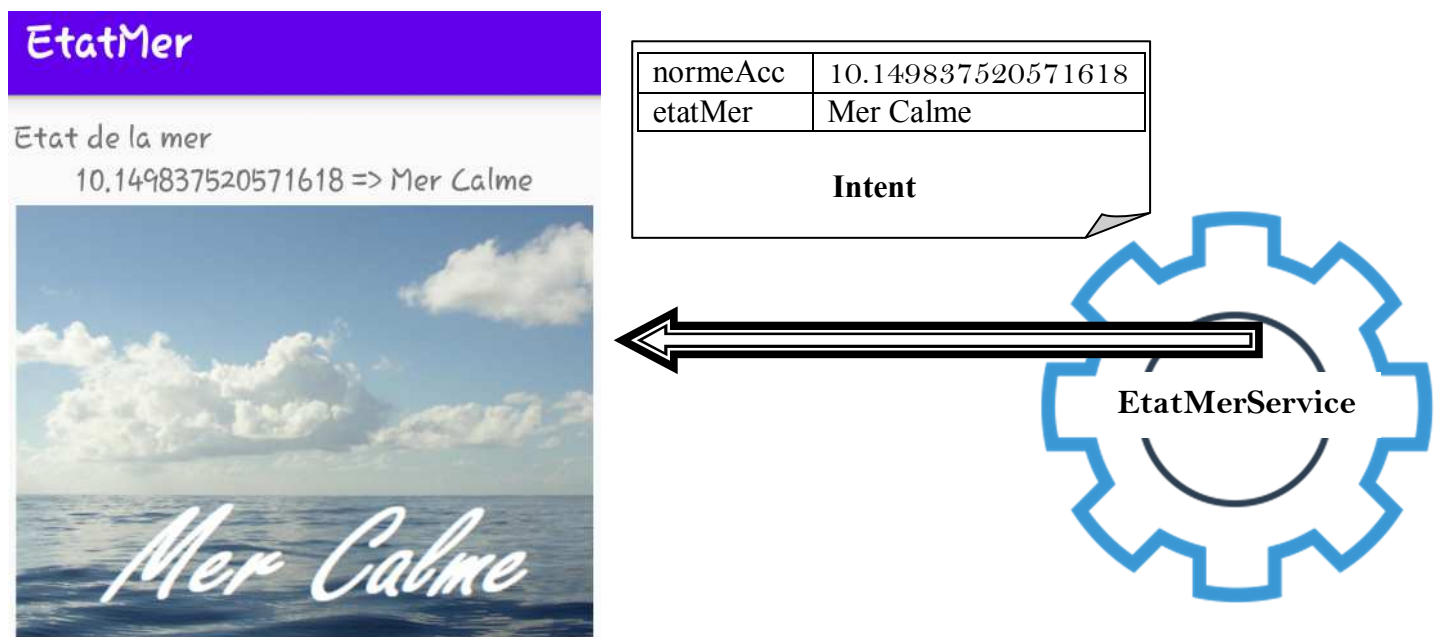 EtatMer
Etat de la mer
10.149837520571618 => Mer Calme
Mer Calme
normeAcc 10.149837520571618
etatMer Mer Calme
Intent
EtatMerService